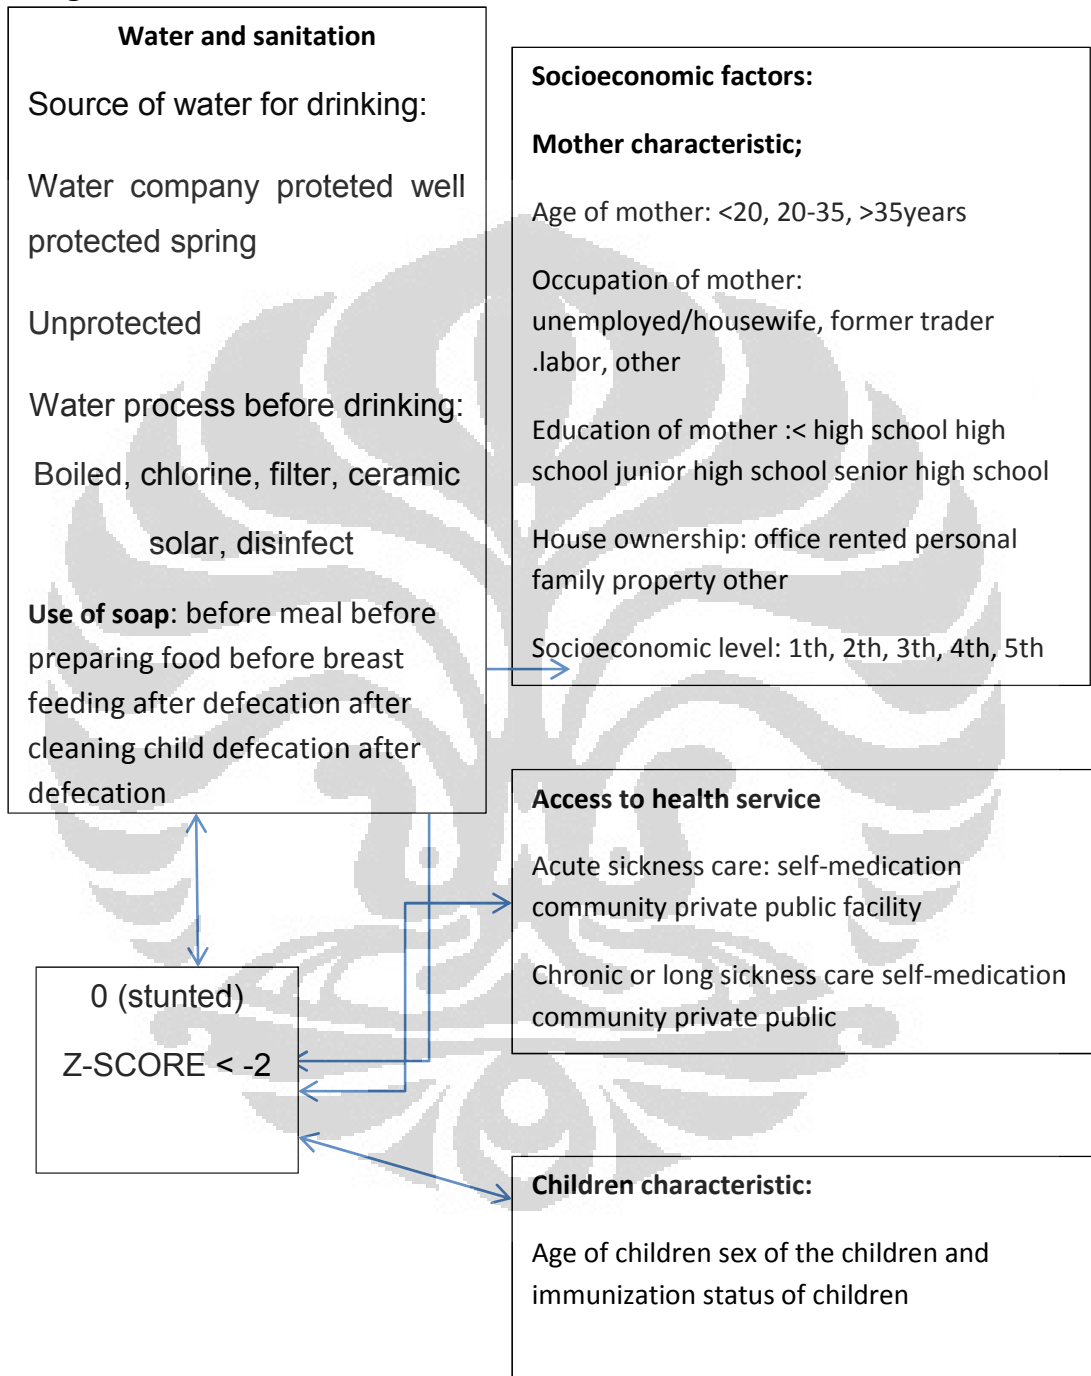 Water and sanitation
Source of water for drinking:
Water company proteted well
protected spring
Unprotected
Water process before drinking:
Boiled, chlorine, filter, ceramic
solar, disinfect
Use of soap: before meal before
preparing food before breast
feeding after defecation after
cleaning child defecation after
defecation
Socioeconomic factors:
Mother characteristic;
Age of mother: <20, 20-35, >35years
Occupation of mother:
unemployed/housewife, former trader
.labor, other
Education of mother :< high school high
school junior high school senior high school
House ownership: office rented personal
family property other
Socioeconomic level: 1th, 2th, 3th, 4th, 5th
Access to health service
Acute sickness care: self-medication
community private public facility
Chronic or long sickness care self-medication
community private public
0 (stunted)
Z-SCORE < -2
Children characteristic:
Age of children sex of the children and
immunization status of children